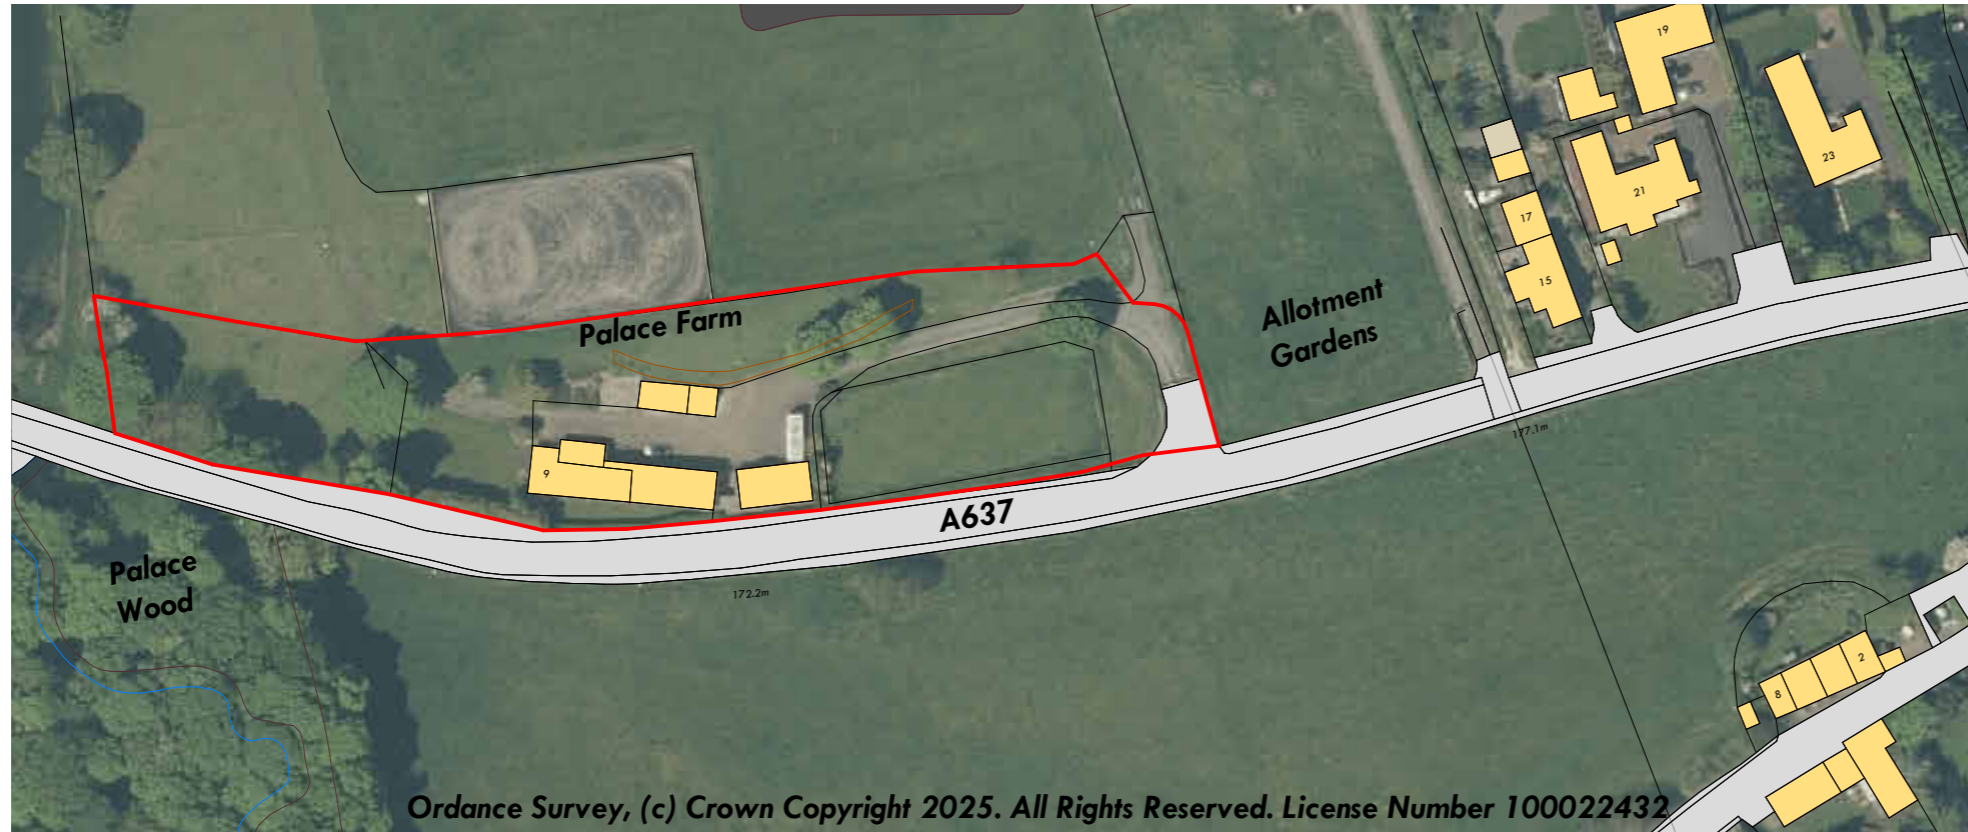 19
23
21
17
15
Allotment
Gardens
Palace Farm
177.1m
9
A637
Palace
Wood
172.2m
2
8
Ordance Survey, (c) Crown Copyright 2025. All Rights Reserved. License Number 100022432